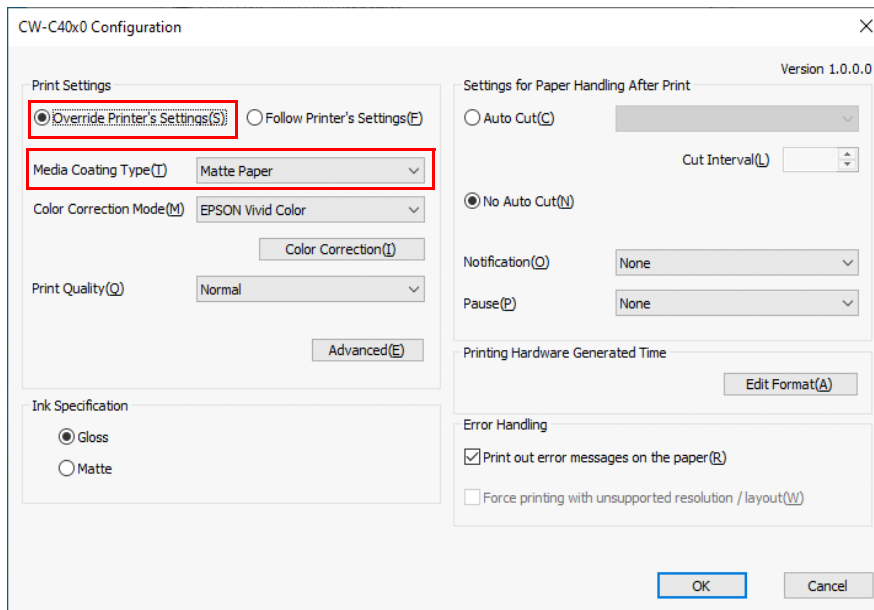 CW-C40x0 Configuration
Version 1.0.0.0
Print Settings
Override Printer's Settings(S)
Follow Printer's Settings(F)
Media Coating Type(T)
Matte Paper
Color Correction Mode(M)
EPSON Vivid Color
Color Correction(I)
Print Quality(Q)
Normal
Advanced(E)
Ink Specification
Gloss
Matte
Settings for Paper Handling After Print
Auto Cut(C)
Cut Interval(L)
No Auto Cut(N)
Notification(O)
None
Pause(P)
None
Printing Hardware Generated Time
Edit Format(A)
Error Handling
Print out error messages on the paper(R)
Force printing with unsupported resolution / layout(W)
OK
Cancel